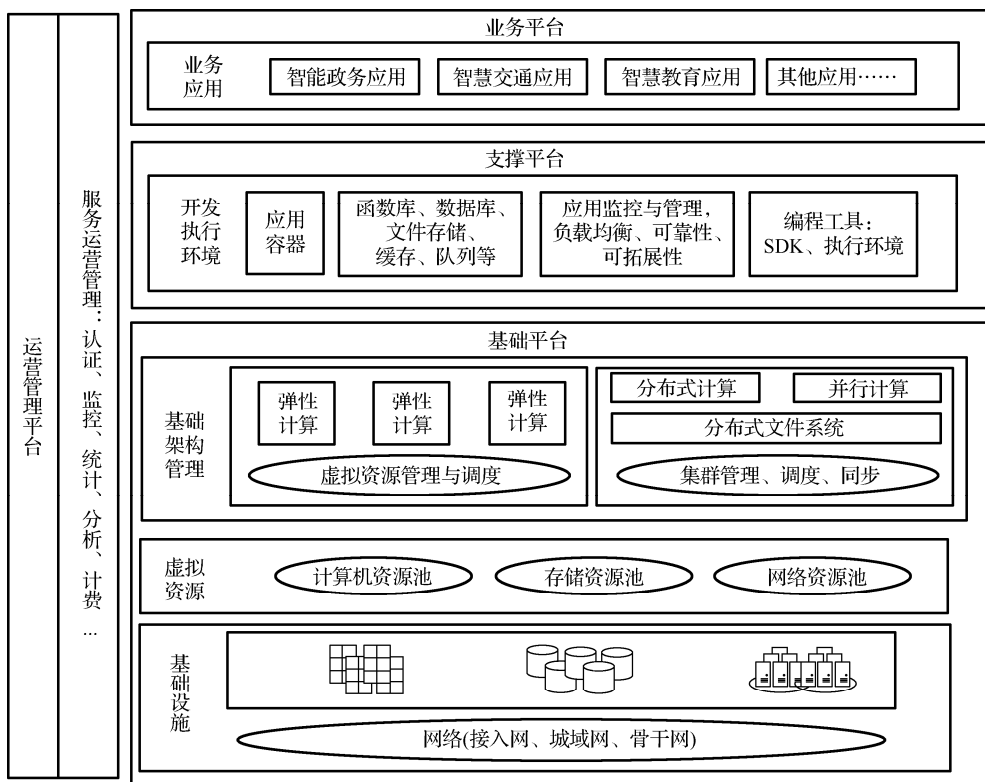 运营管理平台
服务运营管理：认证、监控、统计、分析、计费…
业务平台
业务
应用
智能政务应用
智慧交通应用
智慧教育应用
其他应用……
支撑平台
开发
执行
环境
应用
容器
函数库、数据库、
文件存储、
缓存、队列等
应用监控与管理，
负载均衡、可靠性、
可拓展性
编程工具：
SDK、执行环境
基础平台
基础
架构
管理
弹性
计算
弹性
计算
弹性
计算
虚拟资源管理与调度
分布式计算
并行计算
分布式文件系统
集群管理、调度、同步
虚拟
资源
计算机资源池
存储资源池
网络资源池
基础设施
网络(接入网、城域网、骨干网)